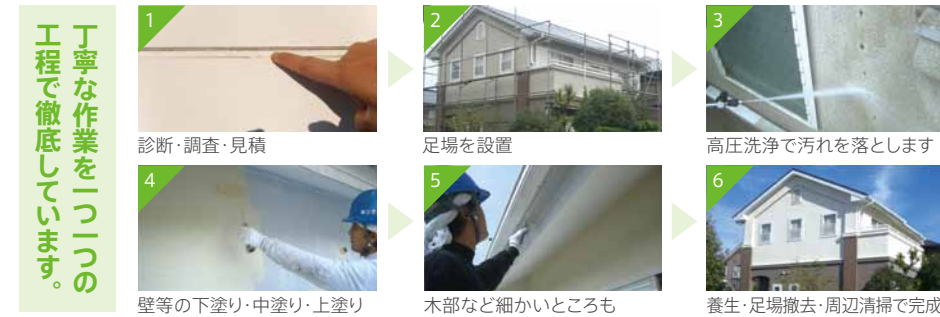 丁寧な作業を一つ一つの
工程で徹底しています。
1
診断・調査・見積
2
足場を設置
3
高圧洗浄で汚れを落とします
4
壁等の下塗り・中塗り・上塗り
5
木部など細かいところも
6
養生・足場撤去・周辺清掃で完成